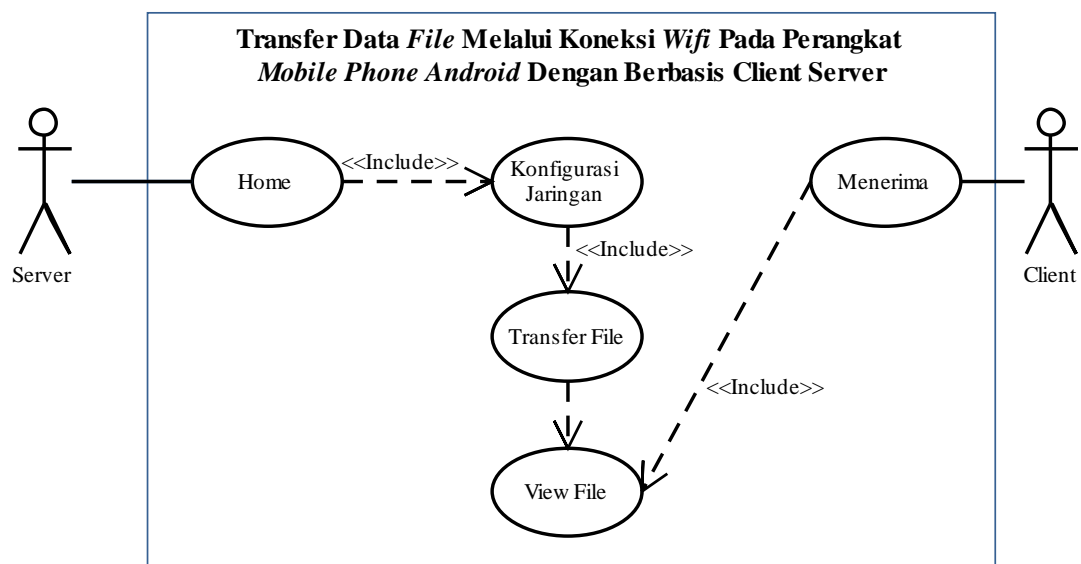 Transfer Data File Melalui Koneksi Wifi Pada Perangkat
Mobile Phone Android Dengan Berbasis Client Server
Server
Home
<<Include>>
Konfigurasi
Jaringan
<<Include>>
Transfer File
View File
<<Include>>
Menerima
Client